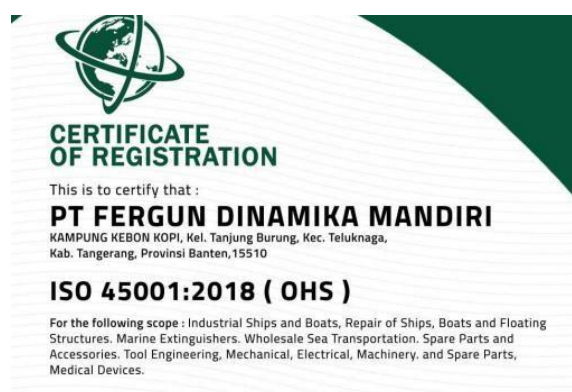 CERTIFICATE
OF REGISTRATION
This is to certify that :
PT FERGUN DINAMIKA MANDIRI
KAMPUNG KEBON KOPI, Kel. Tanjung Burung, Kec. Teluknaga,
Kab. Tangerang, Provinsi Banten,15510
ISO 45001:2018 ( OHS )
For the following scope : Industrial Ships and Boats, Repair of Ships, Boats and Floating
Structures. Marine Extinguishers. Wholesale Sea Transportation. Spare Parts and
Accessories. Tool Engineering, Mechanical, Electrical, Machinery. and Spare Parts,
Medical Devices.